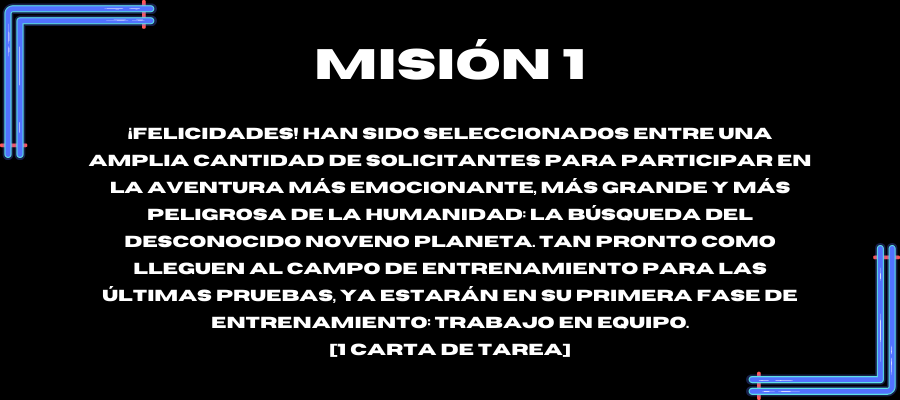 MISIÓN 1
¡FELICIDADES! HAN SIDO SELECCIONADOS ENTRE UNA
AMPLIA CANTIDAD DE SOLICITANTES PARA PARTICIPAR EN
LA AVENTURA MÁS EMOCIONANTE, MÁS GRANDE Y MÁS
PELIGROSA DE LA HUMANIDAD: LA BÚSQUEDA DEL
DESCONOCIDO NOVENO PLANETA. TAN PRONTO COMO
LLEGUEN AL CAMPO DE ENTRENAMIENTO PARA LAS
ÚLTIMAS PRUEBAS, YA ESTARÁN EN SU PRIMERA FASE DE
ENTRENAMIENTO: TRABAJO EN EQUIPO.
[1 CARTA DE TAREA]